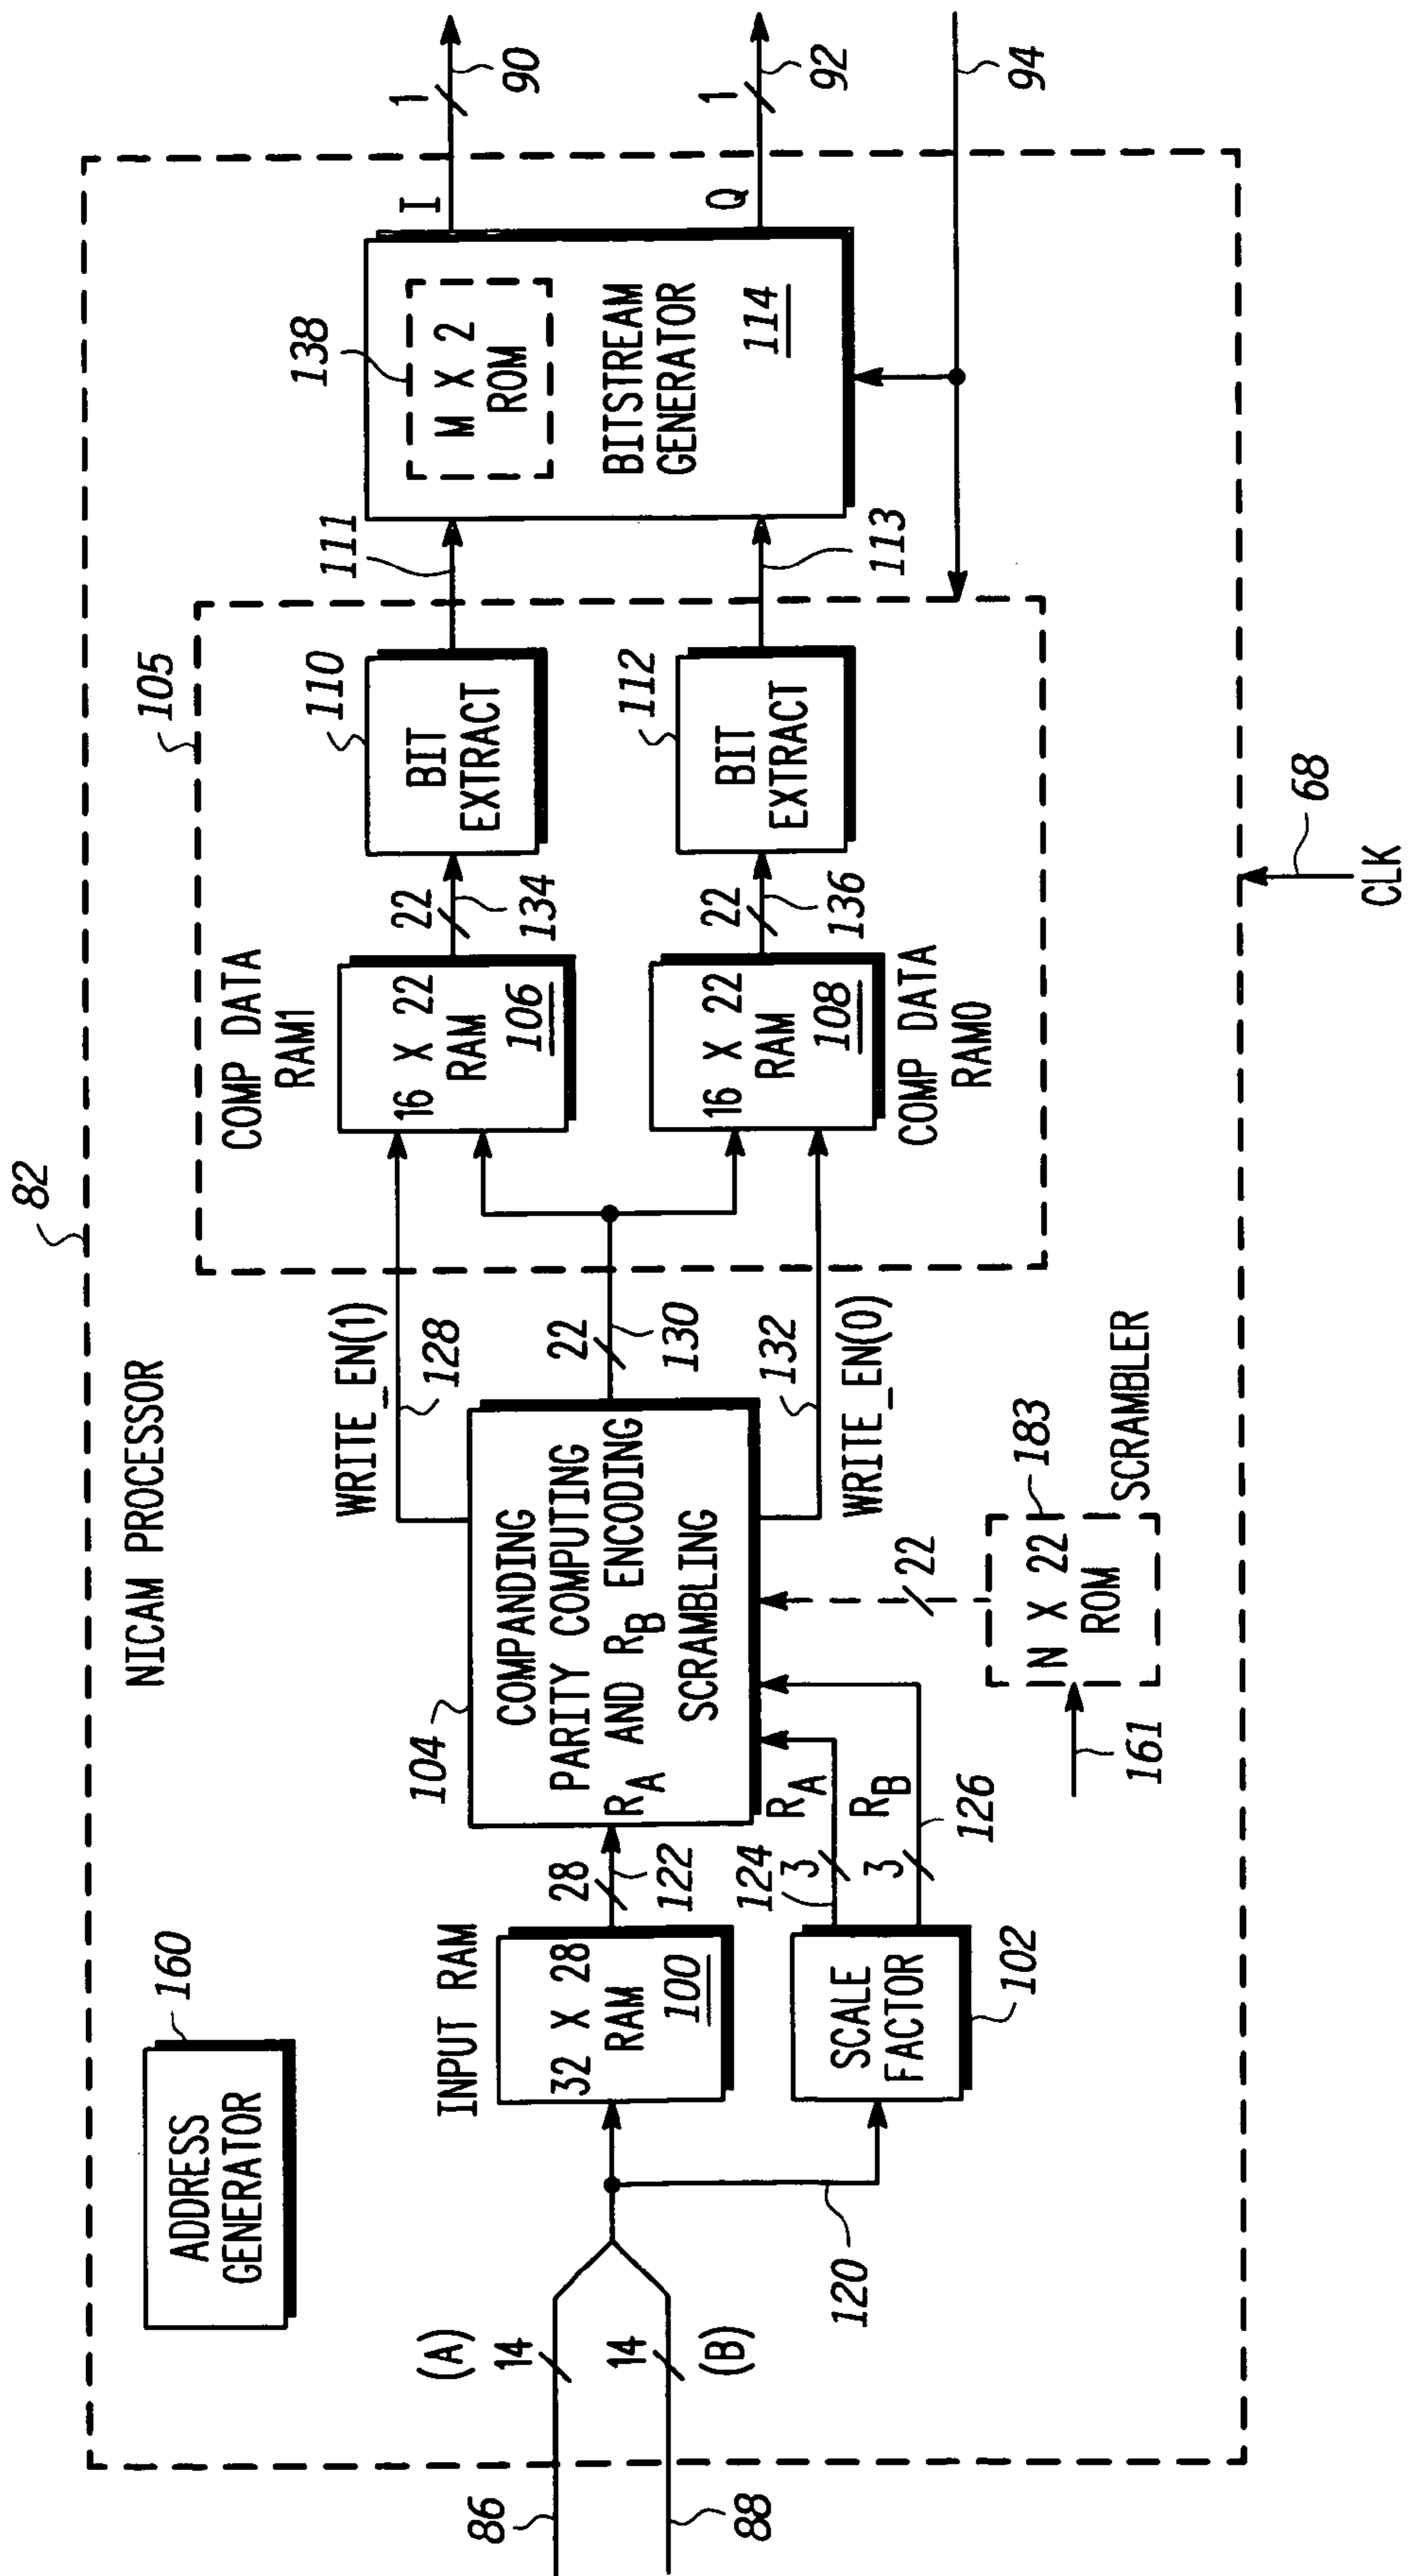 82
NICAM PROCESSOR
ADDRESS
GENERATOR
160
86
88
(A)
14
14
(B)
120
INPUT RAM
32 X 28
RAM
100
SCALE
FACTOR
102
28
122
124
3
R_A
3
R_B
126
104
COMPANDING
PARITY COMPUTING
R_A AND R_B ENCODING
SCRAMBLING
161
N X 22
ROM
183
SCRAMBLER
22
WRITE_EN(1)
128
22
130
132
WRITE_EN(0)
105
COMP DATA
RAM1
16 X 22
RAM
106
16 X 22
RAM
108
COMP DATA
RAM0
22
134
22
136
110
BIT
EXTRACT
112
BIT
EXTRACT
111
113
138
M X 2
ROM
BITSTREAM
GENERATOR
114
I
Q
1
90
1
92
94
68
CLK